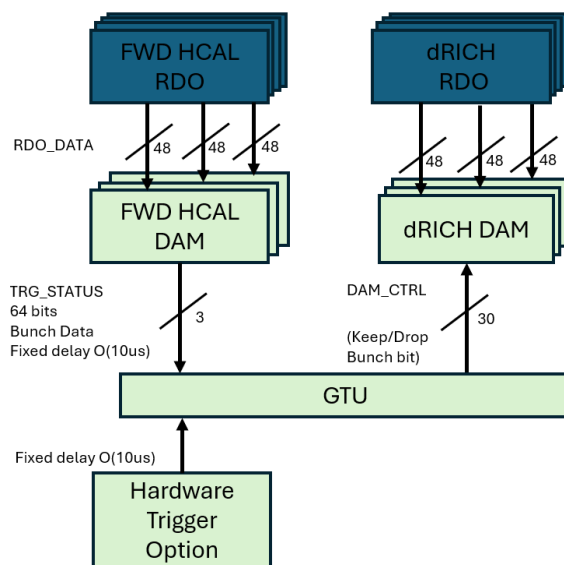 FWD HCAL
RDO
dRICH
RDO
RDO_DATA
48
48
48
48
48
48
FWD HCAL
DAM
dRICH DAM
TRG_STATUS
64 bits
Bunch Data
Fixed delay O(10us)
3
DAM_CTRL
(Keep/Drop
Bunch bit)
30
GTU
Fixed delay O(10us)
Hardware
Trigger
Option